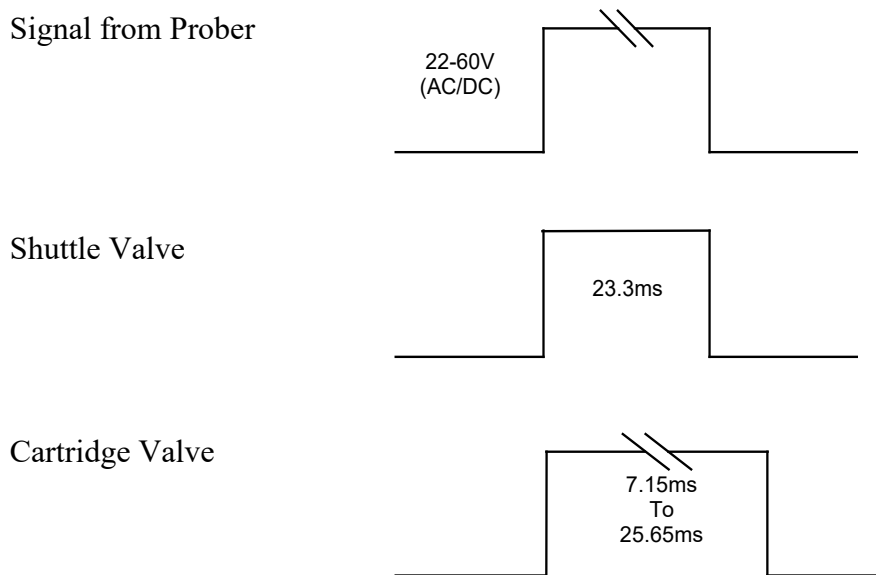 Signal from Prober
22-60V
(AC/DC)
Shuttle Valve
23.3ms
Cartridge Valve
7.15ms
To
25.65ms